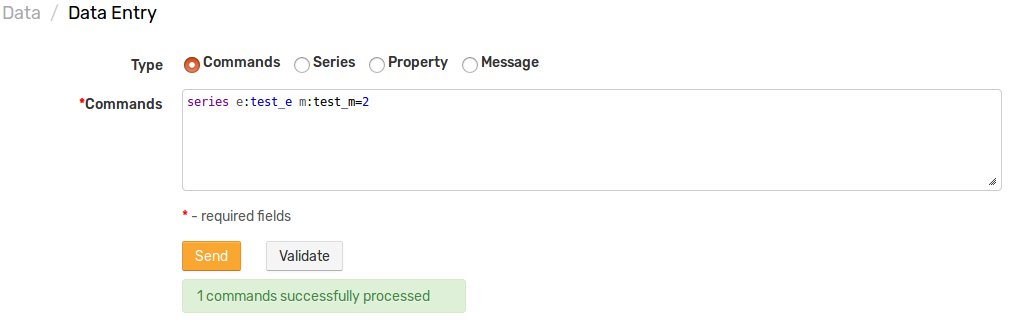 Data / Data Entry
Type Commands Series Property Message
*Commands series e:test_e m:test_m=2
* - required fields
Send Validate
1 commands successfully processed